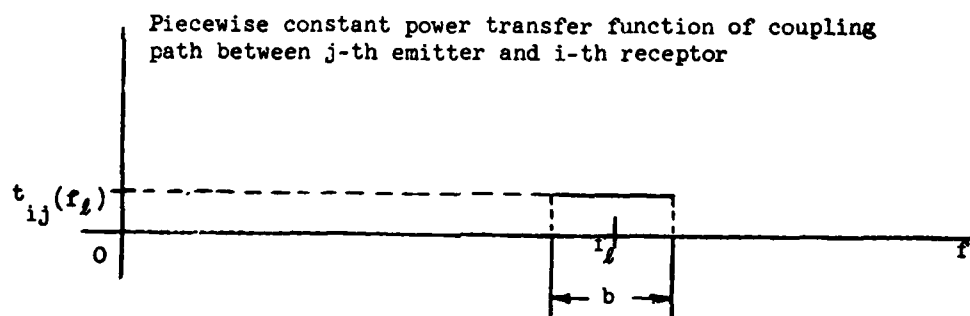 Piecewise constant power transfer function of coupling
path between j-th emitter and i-th receptor
t_ij(f_ℓ)
0
f_ℓ
f
b